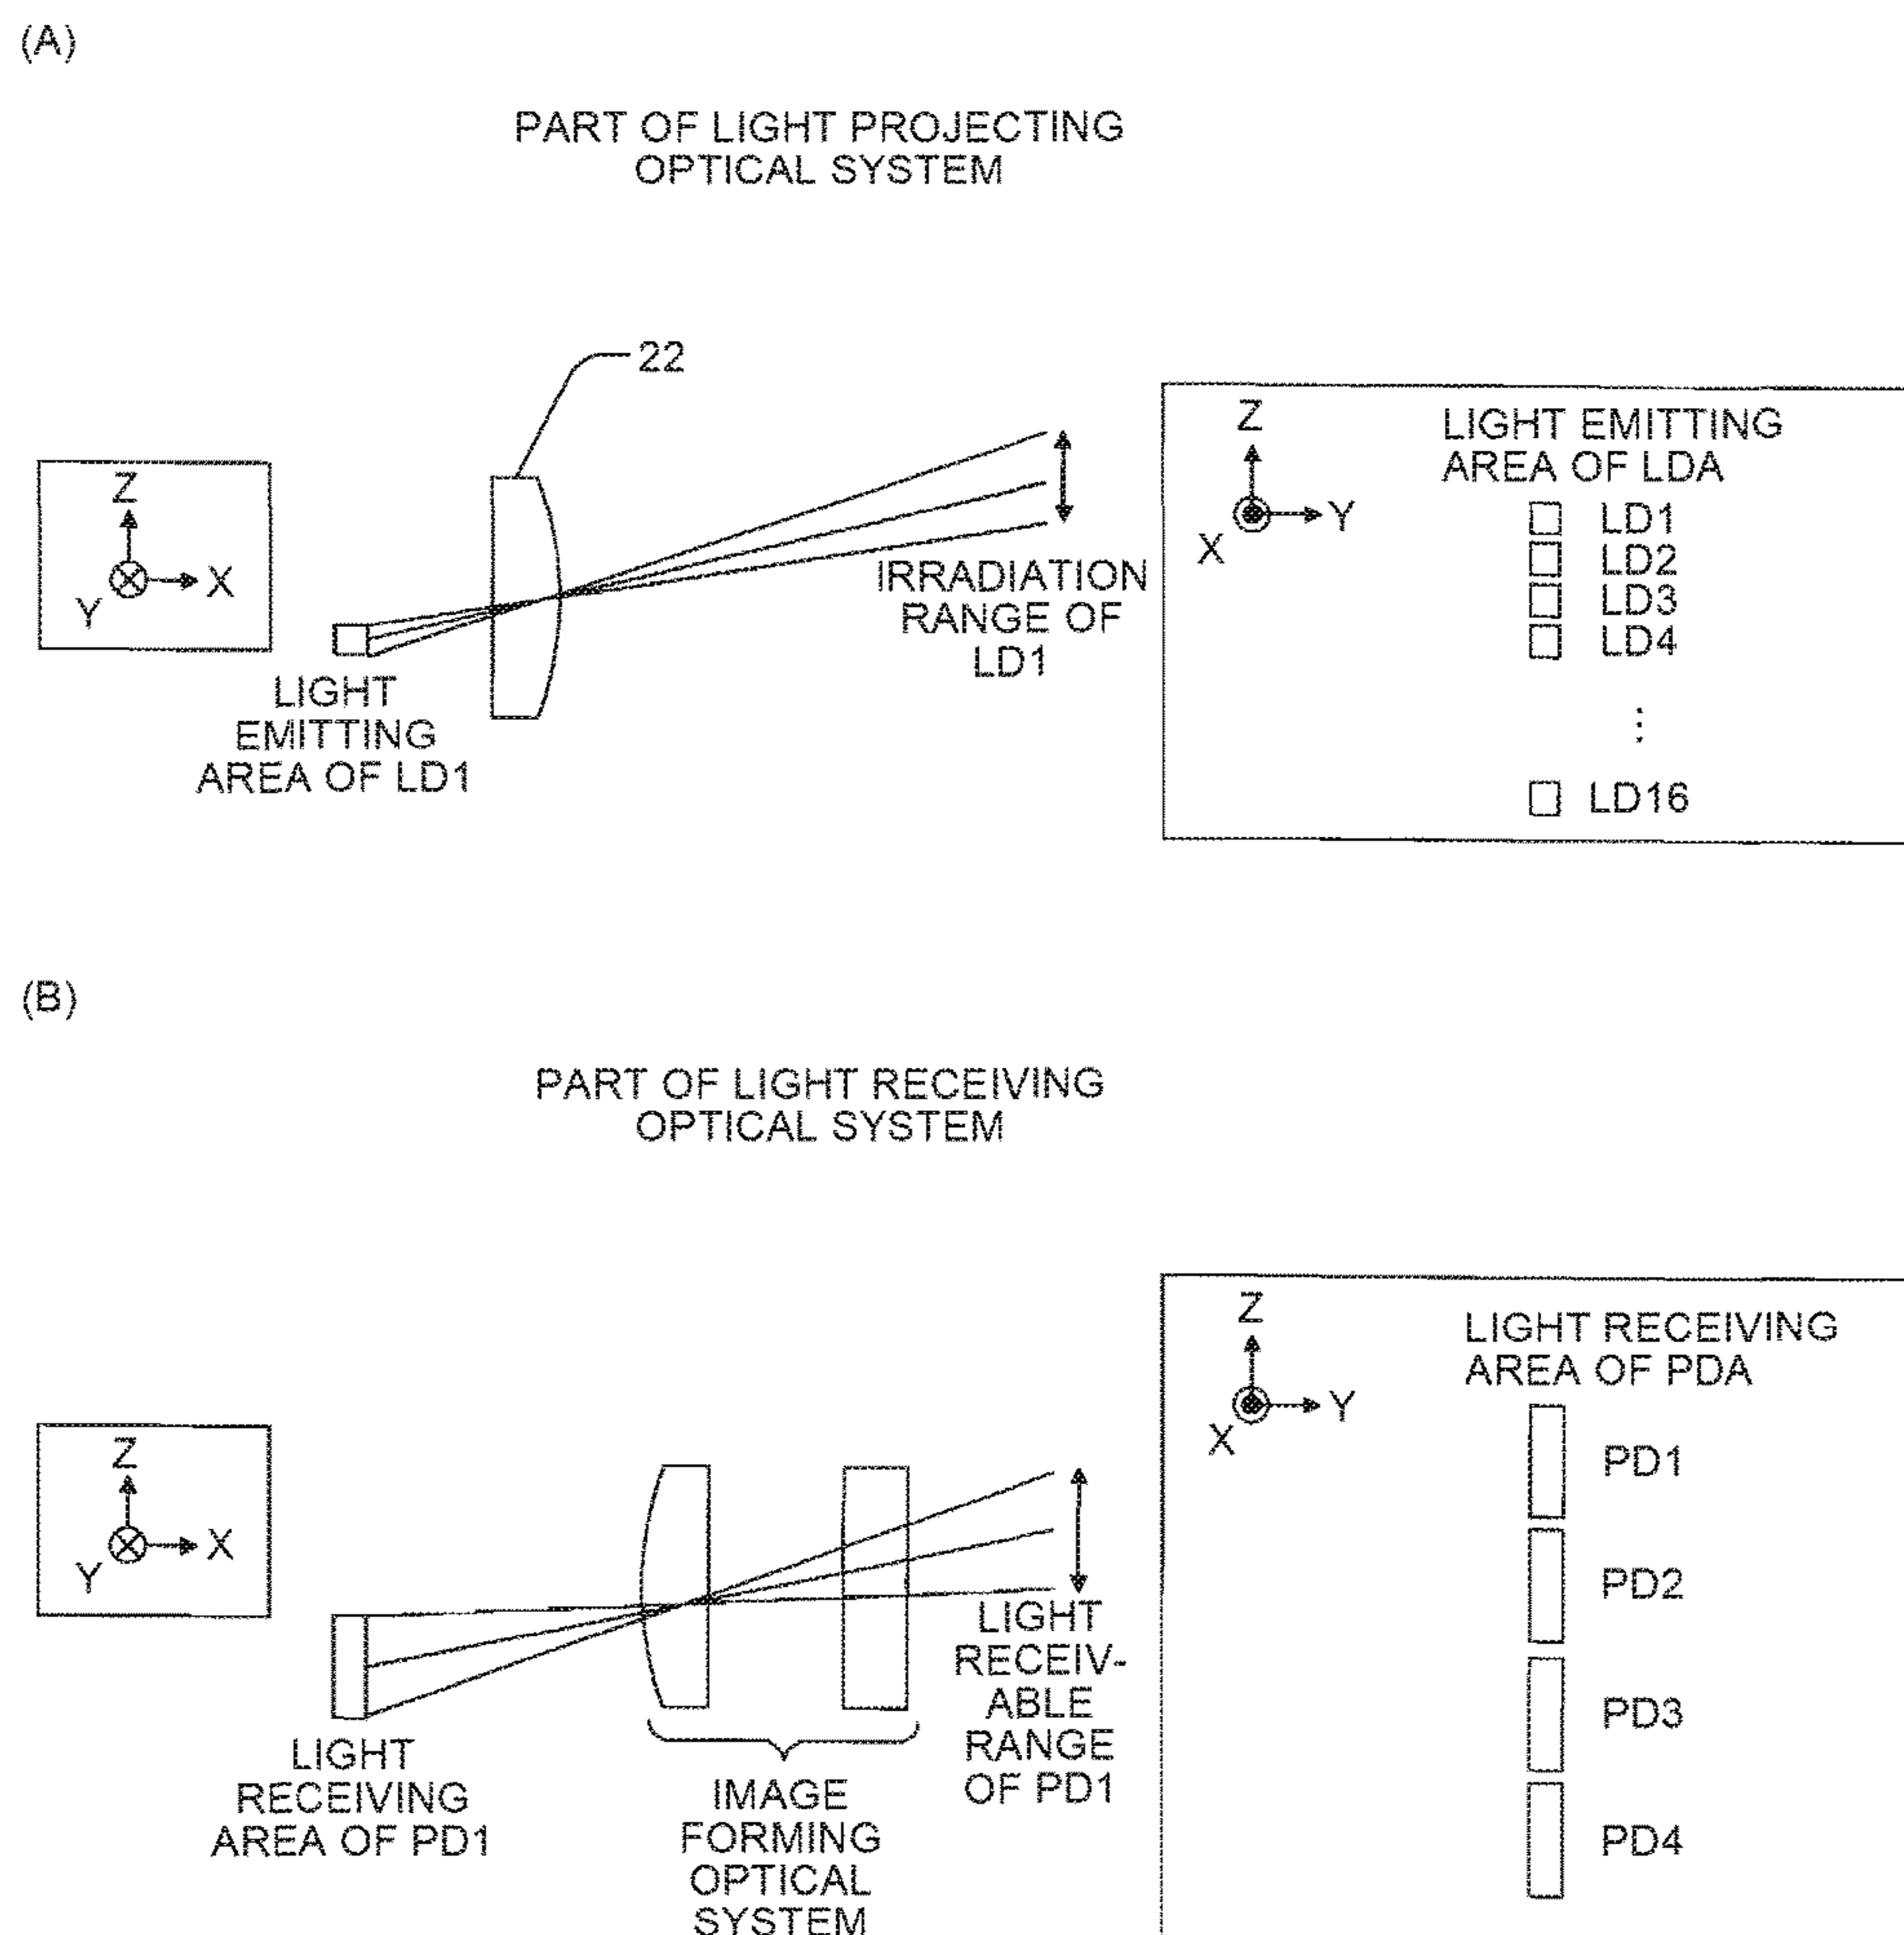 (A)
PART OF LIGHT PROJECTING
OPTICAL SYSTEM
22
Z
Y
X
LIGHT
EMITTING
AREA OF LD1
IRRADIATION
RANGE OF
LD1
Z
Y
X
LIGHT EMITTING
AREA OF LDA
LD1
LD2
LD3
LD4
⋮
LD16
(B)
PART OF LIGHT RECEIVING
OPTICAL SYSTEM
Z
Y
X
LIGHT
RECEIVING
AREA OF PD1
IMAGE
FORMING
OPTICAL
SYSTEM
LIGHT
RECEIV-
ABLE
RANGE
OF PD1
Z
Y
X
LIGHT RECEIVING
AREA OF PDA
PD1
PD2
PD3
PD4